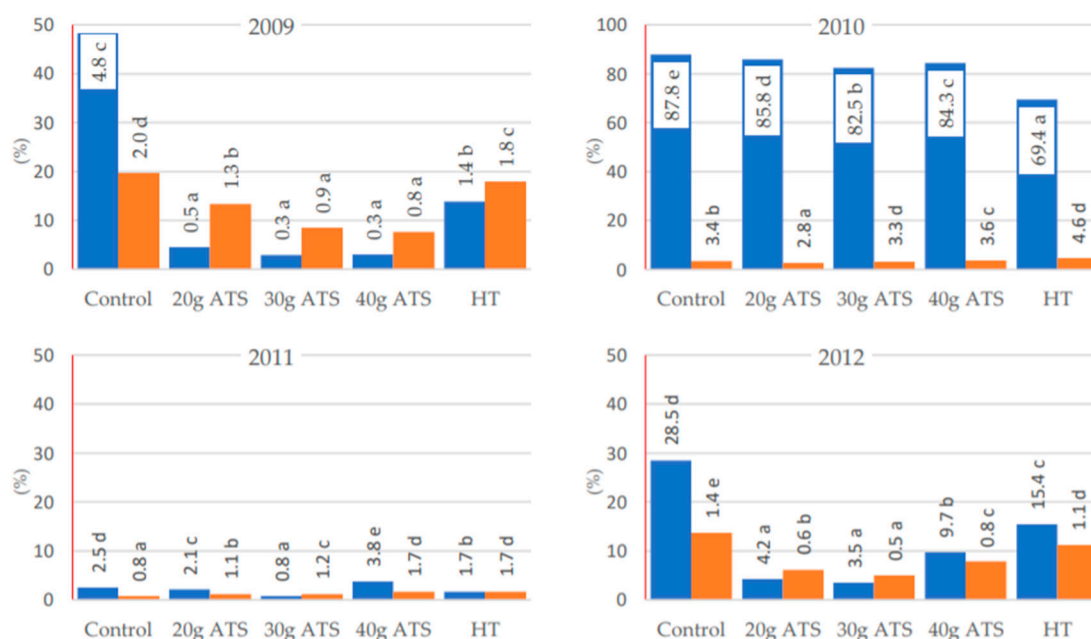 2009
(%)
50
40
30
20
10
0
4.8 c
2.0 d
0.5 a
1.3 b
0.3 a
0.9 a
0.3 a
0.8 a
1.4 b
1.8 c
Control 20g ATS 30g ATS 40g ATS HT
2010
(%)
100
80
60
40
20
0
87.8 e
3.4 b
85.8 d
2.8 a
82.5 b
3.3 d
84.3 c
3.6 c
69.4 a
4.6 d
Control 20g ATS 30g ATS 40g ATS HT
2011
(%)
50
40
30
20
10
0
2.5 d
0.8 a
2.1 c
1.1 b
0.8 a
1.2 c
3.8 e
1.7 d
1.7 b
1.7 d
Control 20g ATS 30g ATS 40g ATS HT
2012
(%)
50
40
30
20
10
0
28.5 d
1.4 e
4.2 a
0.6 b
3.5 a
0.5 a
9.7 b
0.8 c
15.4 c
1.1 d
Control 20g ATS 30g ATS 40g ATS HT